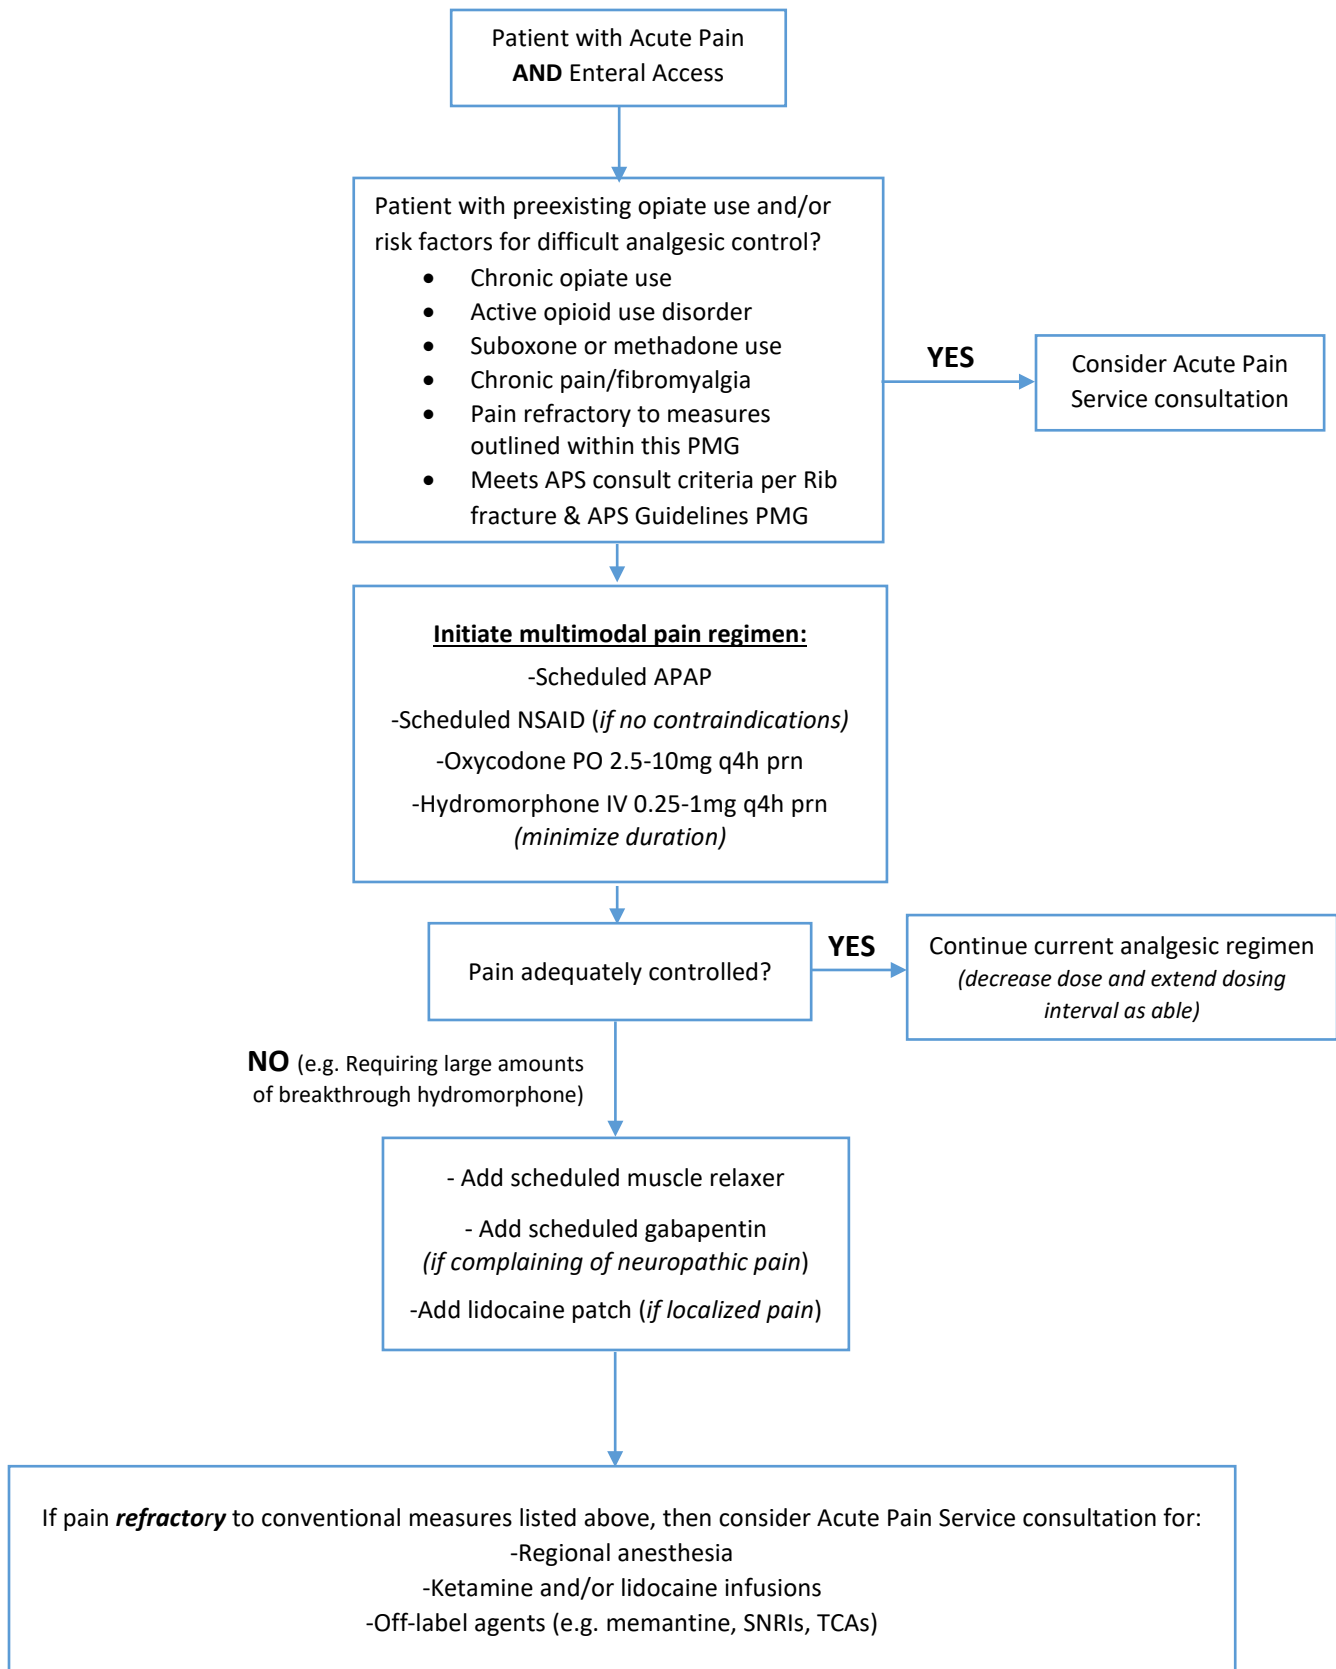 Patient with Acute Pain
AND Enteral Access
Patient with preexisting opiate use and/or
risk factors for difficult analgesic control?
• Chronic opiate use
• Active opioid use disorder
• Suboxone or methadone use
• Chronic pain/fibromyalgia
• Pain refractory to measures
outlined within this PMG
• Meets APS consult criteria per Rib
fracture & APS Guidelines PMG
YES
Consider Acute Pain
Service consultation
Initiate multimodal pain regimen:
-Scheduled APAP
-Scheduled NSAID (if no contraindications)
-Oxycodone PO 2.5-10mg q4h prn
-Hydromorphone IV 0.25-1mg q4h prn
(minimize duration)
Pain adequately controlled?
YES
Continue current analgesic regimen
(decrease dose and extend dosing
interval as able)
NO (e.g. Requiring large amounts
of breakthrough hydromorphone)
- Add scheduled muscle relaxer
- Add scheduled gabapentin
(if complaining of neuropathic pain)
-Add lidocaine patch (if localized pain)
If pain refractory to conventional measures listed above, then consider Acute Pain Service consultation for:
-Regional anesthesia
-Ketamine and/or lidocaine infusions
-Off-label agents (e.g. memantine, SNRIs, TCAs)